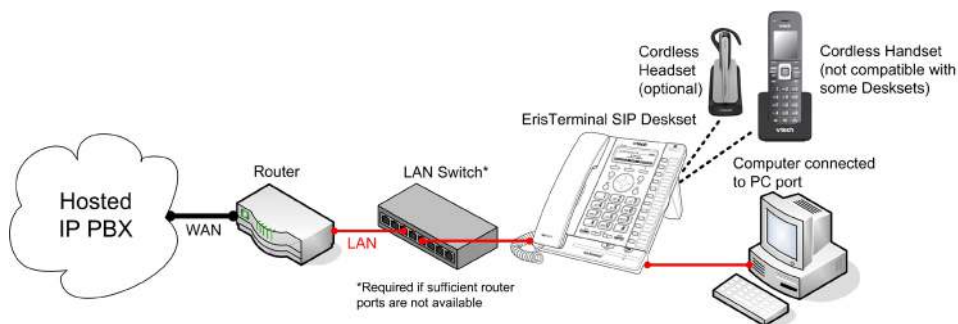 Cordless
Headset
(optional)
Cordless Handset
(not compatible with
some Desksets)
ErisTerminal SIP Deskset
Router
LAN Switch*
Computer connected
to PC port
Hosted
IP PBX
WAN
LAN
*Required if sufficient router
ports are not available
vtech